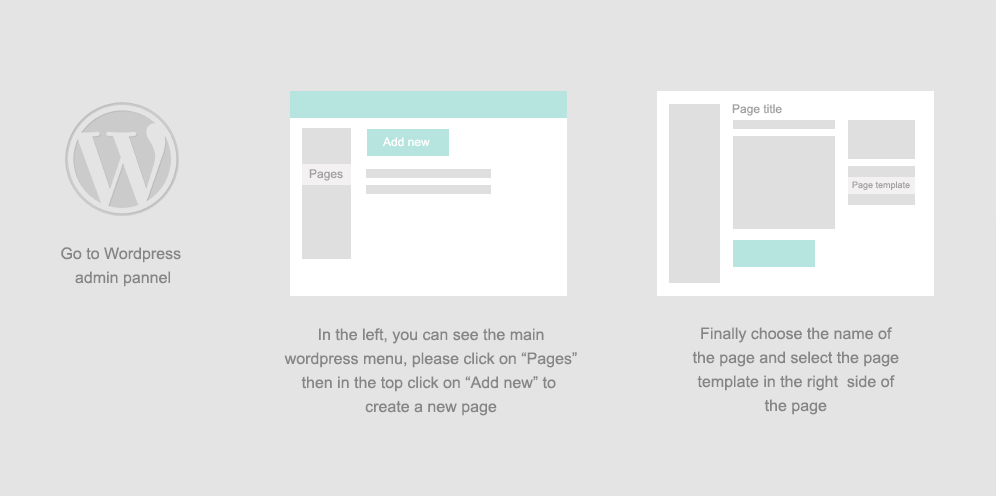 Go to Wordpress
admin pannel
Add new
Pages
In the left, you can see the main
wordpress menu, please click on “Pages”
then in the top click on “Add new” to
create a new page
Page title
Page template
Finally choose the name of
the page and select the page
template in the right  side of
the page